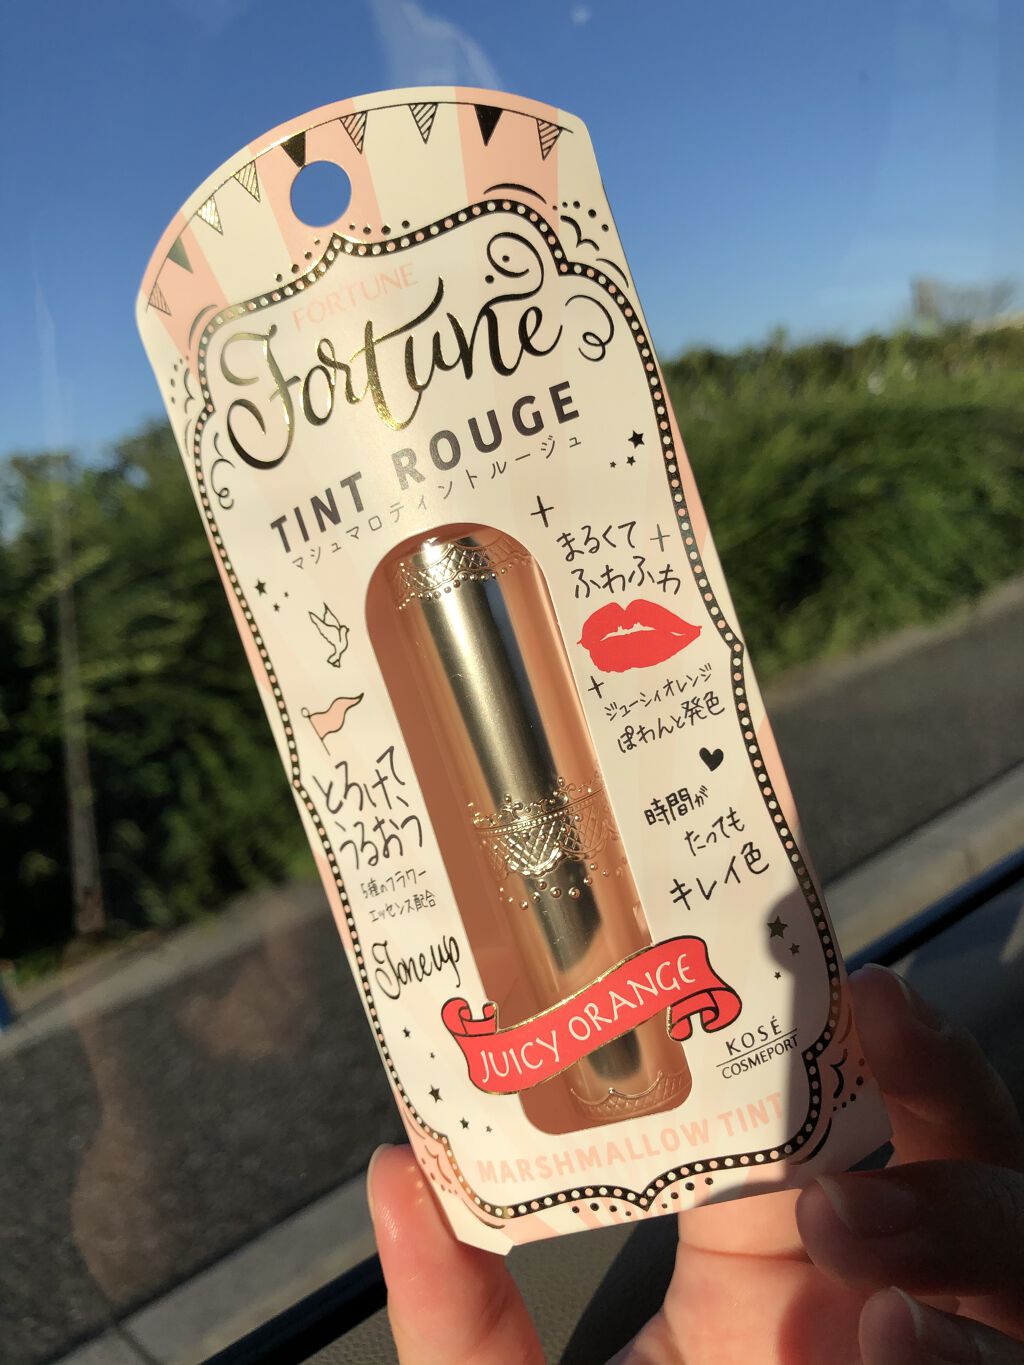 FORTUNE
Fortune
TINT ROUGE
マシュマロティントルージュ
まるくて
ふわふわ
ジューシィオレンジ
ぽわんと発色
時間が
たっても
キレイ色
とろけて、
うるおう
5種のフラワー
エッセンス配合
Tone up
JUICY ORANGE
KOSÉ
COSMEPORT
MARSHMALLOW TINT